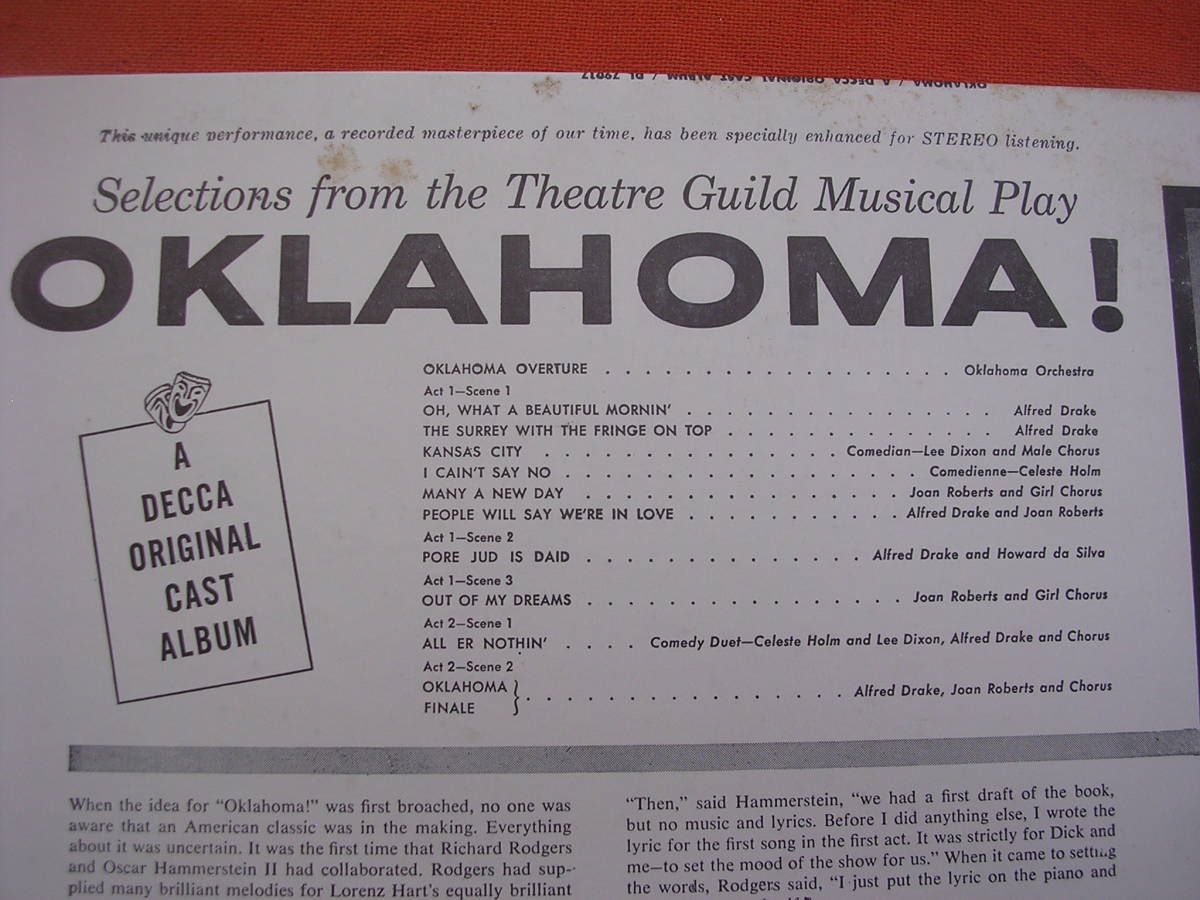 OKLAHOMA / A DECCA ORIGINAL CAST ALBUM / DL 79017
This unique performance, a recorded masterpiece of our time, has been specially enhanced for STEREO listening.
Selections from the Theatre Guild Musical Play
OKLAHOMA!
A
DECCA
ORIGINAL
CAST
ALBUM
OKLAHOMA OVERTURE . . . . . . . . . . . . . . . . . . Oklahoma Orchestra
Act 1—Scene 1
OH, WHAT A BEAUTIFUL MORNIN' . . . . . . . . . . . . . . . . Alfred Drake
THE SURREY WITH THE FRINGE ON TOP . . . . . . . . . . . . . . Alfred Drake
KANSAS CITY . . . . . . . . . . . . . . . Comedian—Lee Dixon and Male Chorus
I CAIN'T SAY NO . . . . . . . . . . . . . . . . . . Comedienne—Celeste Holm
MANY A NEW DAY . . . . . . . . . . . . . . . . Joan Roberts and Girl Chorus
PEOPLE WILL SAY WE'RE IN LOVE . . . . . . . . . . . Alfred Drake and Joan Roberts
Act 1—Scene 2
PORE JUD IS DAID . . . . . . . . . . . . . . Alfred Drake and Howard da Silva
Act 1—Scene 3
OUT OF MY DREAMS . . . . . . . . . . . . . . . . Joan Roberts and Girl Chorus
Act 2—Scene 1
ALL ER NOTHIN' . . . . Comedy Duet—Celeste Holm and Lee Dixon, Alfred Drake and Chorus
Act 2—Scene 2
OKLAHOMA
FINALE } . . . . . . . . . . . . . . . . . Alfred Drake, Joan Roberts and Chorus
When the idea for "Oklahoma!" was first broached, no one was
aware that an American classic was in the making. Everything
about it was uncertain. It was the first time that Richard Rodgers
and Oscar Hammerstein II had collaborated. Rodgers had sup-
plied many brilliant melodies for Lorenz Hart's equally brilliant
"Then," said Hammerstein, "we had a first draft of the book,
but no music and lyrics. Before I did anything else, I wrote the
lyric for the first song in the first act. It was strictly for Dick and
me—to set the mood of the show for us." When it came to setting
the words, Rodgers said, "I just put the lyric on the piano and